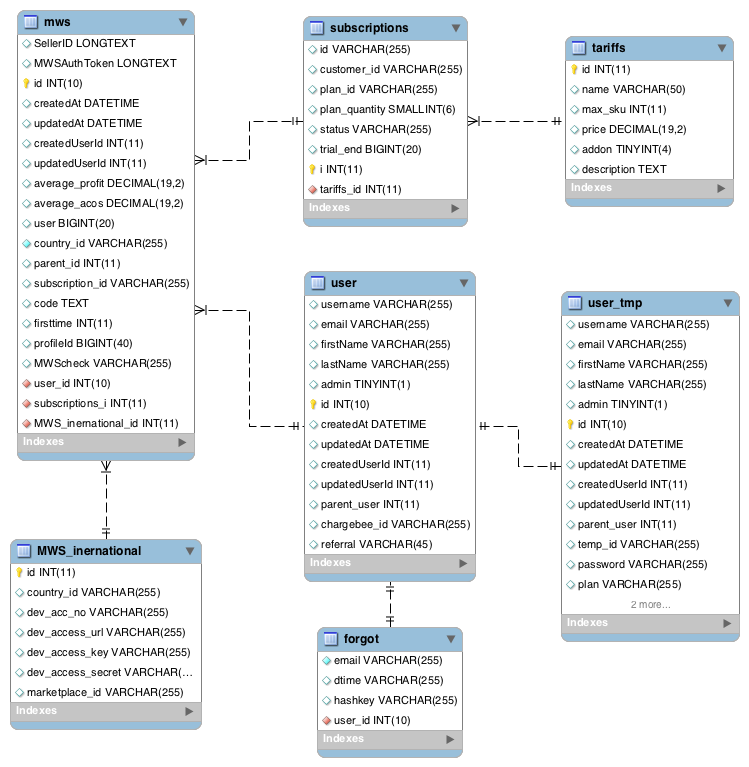 mws
SellerID LONGTEXT
MWSAuthToken LONGTEXT
id INT(10)
createdAt DATETIME
updatedAt DATETIME
createdUserId INT(11)
updatedUserId INT(11)
average_profit DECIMAL(19,2)
average_acos DECIMAL(19,2)
user BIGINT(20)
country_id VARCHAR(255)
parent_id INT(11)
subscription_id VARCHAR(255)
code TEXT
firsttime INT(11)
profileId BIGINT(40)
MWScheck VARCHAR(255)
user_id INT(10)
subscriptions_i INT(11)
MWS_inernational_id INT(11)
Indexes
subscriptions
id VARCHAR(255)
customer_id VARCHAR(255)
plan_id VARCHAR(255)
plan_quantity SMALLINT(6)
status VARCHAR(255)
trial_end BIGINT(20)
i INT(11)
tariffs_id INT(11)
Indexes
tariffs
id INT(11)
name VARCHAR(50)
max_sku INT(11)
price DECIMAL(19,2)
addon TINYINT(4)
description TEXT
Indexes
user
username VARCHAR(255)
email VARCHAR(255)
firstName VARCHAR(255)
lastName VARCHAR(255)
admin TINYINT(1)
id INT(10)
createdAt DATETIME
updatedAt DATETIME
createdUserId INT(11)
updatedUserId INT(11)
parent_user INT(11)
chargebee_id VARCHAR(255)
referral VARCHAR(45)
Indexes
user_tmp
username VARCHAR(255)
email VARCHAR(255)
firstName VARCHAR(255)
lastName VARCHAR(255)
admin TINYINT(1)
id INT(10)
createdAt DATETIME
updatedAt DATETIME
createdUserId INT(11)
updatedUserId INT(11)
parent_user INT(11)
temp_id VARCHAR(255)
password VARCHAR(255)
plan VARCHAR(255)
2 more...
Indexes
MWS_inernational
id INT(11)
country_id VARCHAR(255)
dev_acc_no VARCHAR(255)
dev_access_url VARCHAR(255)
dev_access_key VARCHAR(255)
dev_access_secret VARCHAR(...
marketplace_id VARCHAR(255)
Indexes
forgot
email VARCHAR(255)
dtime VARCHAR(255)
hashkey VARCHAR(255)
user_id INT(10)
Indexes